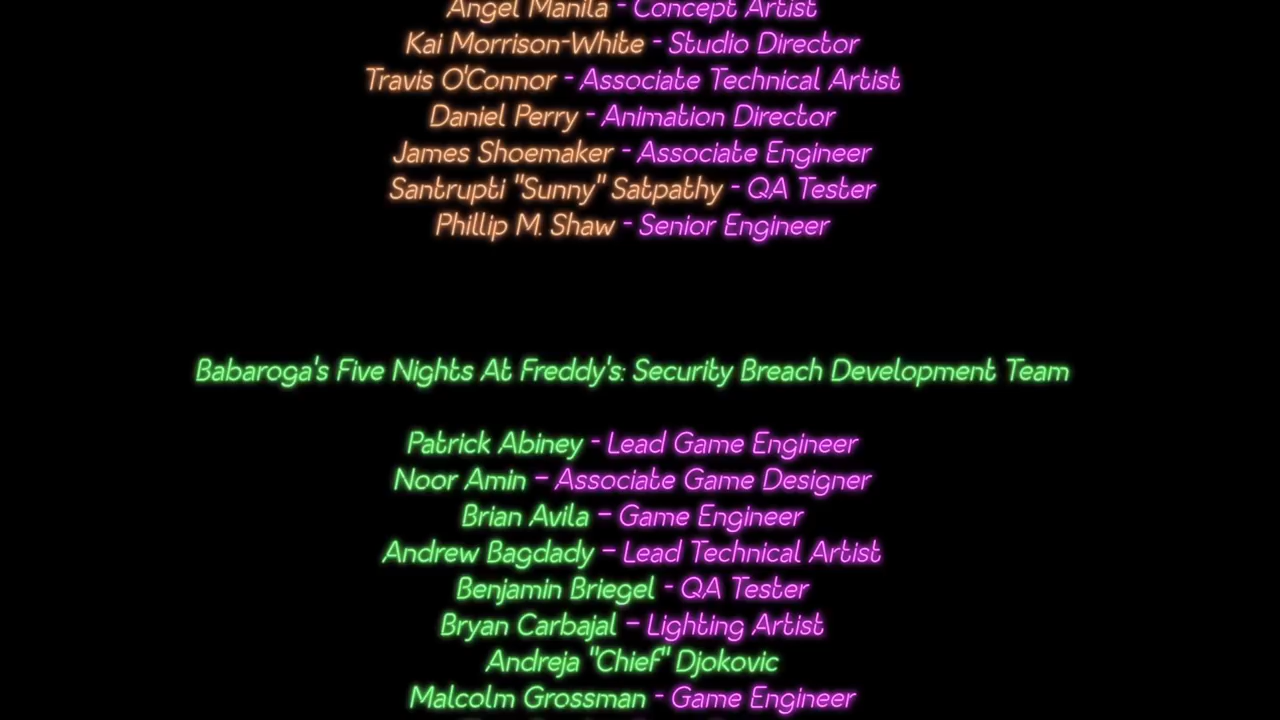 Angel Manila - Concept Artist
Kai Morrison-White - Studio Director
Travis O'Connor - Associate Technical Artist
Daniel Perry - Animation Director
James Shoemaker - Associate Engineer
Santrupti "Sunny" Satpathy - QA Tester
Phillip M. Shaw - Senior Engineer
Babaroga's Five Nights At Freddy's: Security Breach Development Team
Patrick Abiney - Lead Game Engineer
Noor Amin – Associate Game Designer
Brian Avila – Game Engineer
Andrew Bagdady – Lead Technical Artist
Benjamin Briegel - QA Tester
Bryan Carbajal – Lighting Artist
Andreja "Chief" Djokovic
Malcolm Grossman - Game Engineer